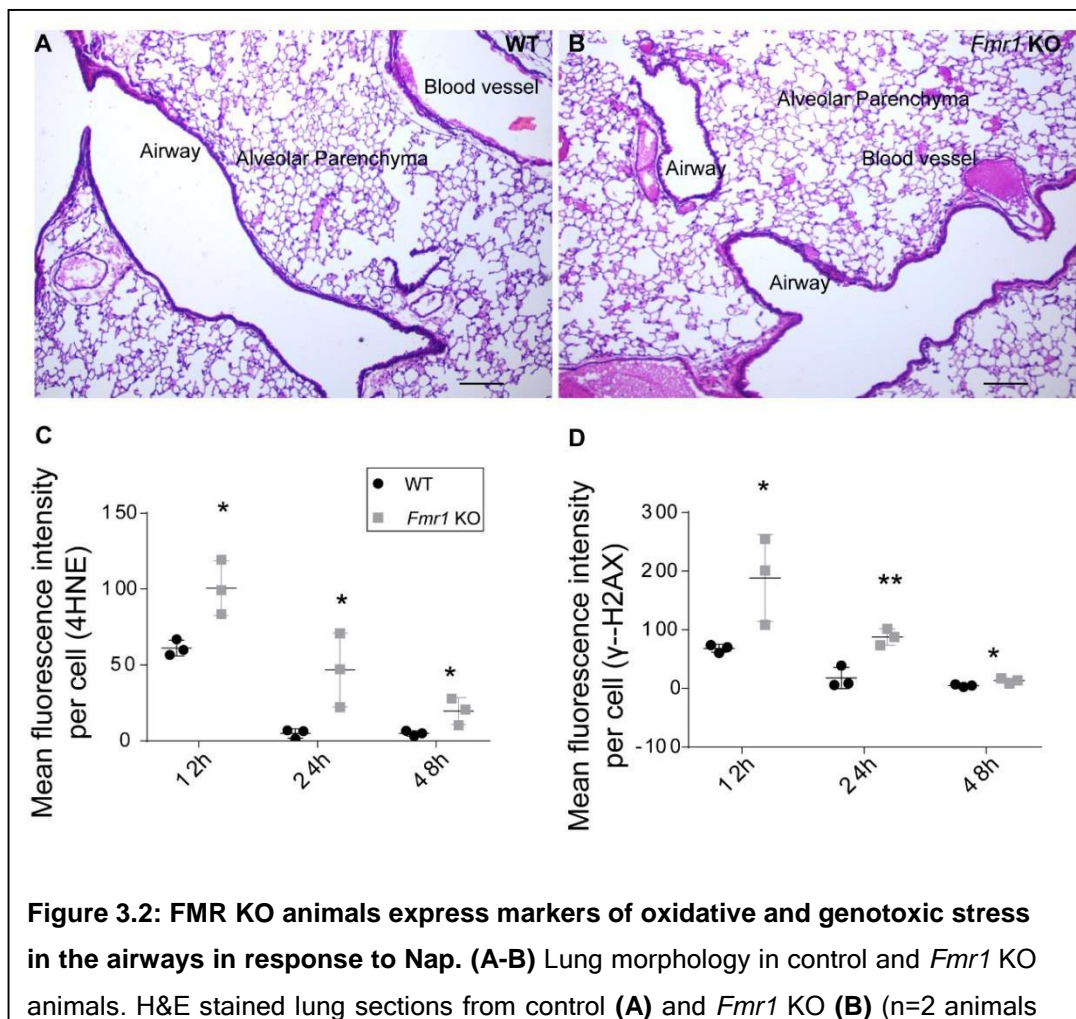 A
WT
Blood vessel
Airway
Alveolar Parenchyma
B
Fmr1 KO
Alveolar Parenchyma
Blood vessel
Airway
Airway
C
WT
Fmr1 KO
Mean fluorescence intensity
per cell (4HNE)
150
100
50
0
*
*
*
12h
24h
48h
D
Mean fluorescence intensity
per cell (γ--H2AX)
300
200
100
0
-100
*
**
*
12h
24h
48h
Figure 3.2: FMR KO animals express markers of oxidative and genotoxic stress
in the airways in response to Nap. (A-B) Lung morphology in control and Fmr1 KO
animals. H&E stained lung sections from control (A) and Fmr1 KO (B) (n=2 animals